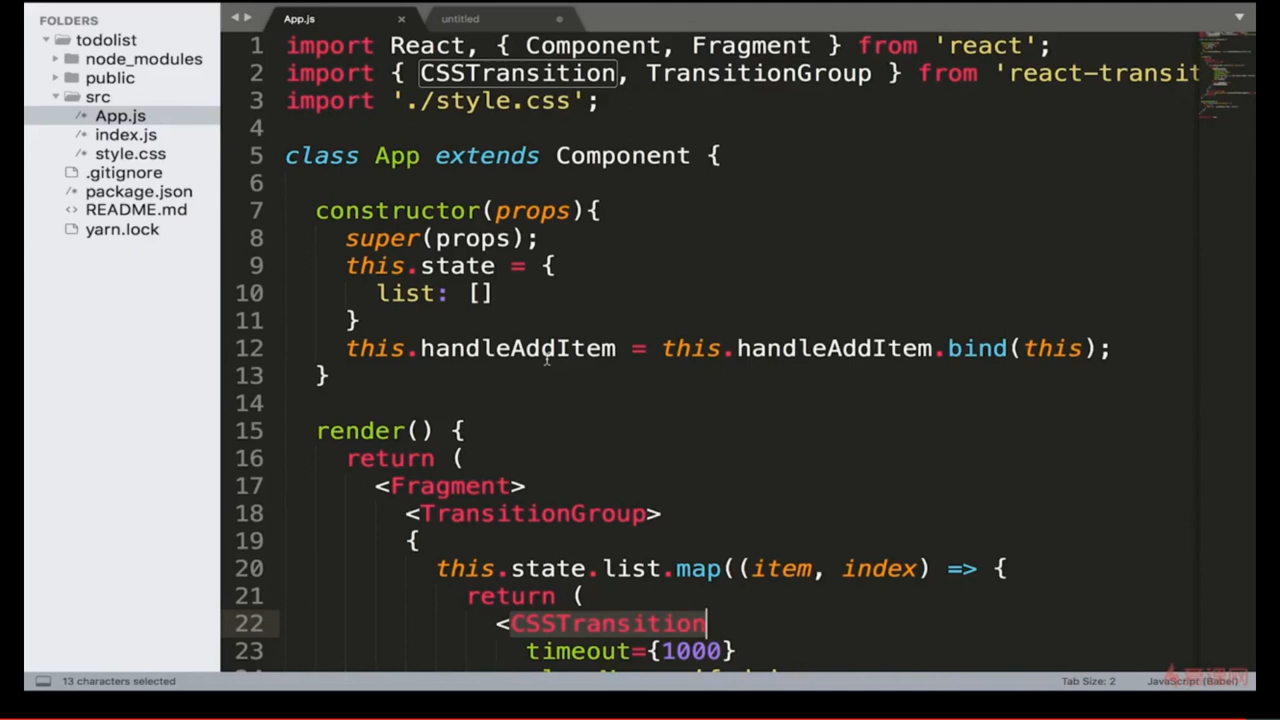 FOLDERS
todolist
node_modules
public
src
App.js
index.js
style.css
.gitignore
package.json
README.md
yarn.lock
App.js
untitled
1 import React, { Component, Fragment } from 'react';
2 import { CSSTransition, TransitionGroup } from 'react-transit
3 import './style.css';
4
5 class App extends Component {
6
7 constructor(props){
8 super(props);
9 this.state = {
10 list: []
11 }
12 this.handleAddItem = this.handleAddItem.bind(this);
13 }
14
15 render() {
16 return (
17 <Fragment>
18 <TransitionGroup>
19 {
20 this.state.list.map((item, index) => {
21 return (
22 <CSSTransition
23 timeout={1000}
13 characters selected
Tab Size: 2
JavaScript (Babel)